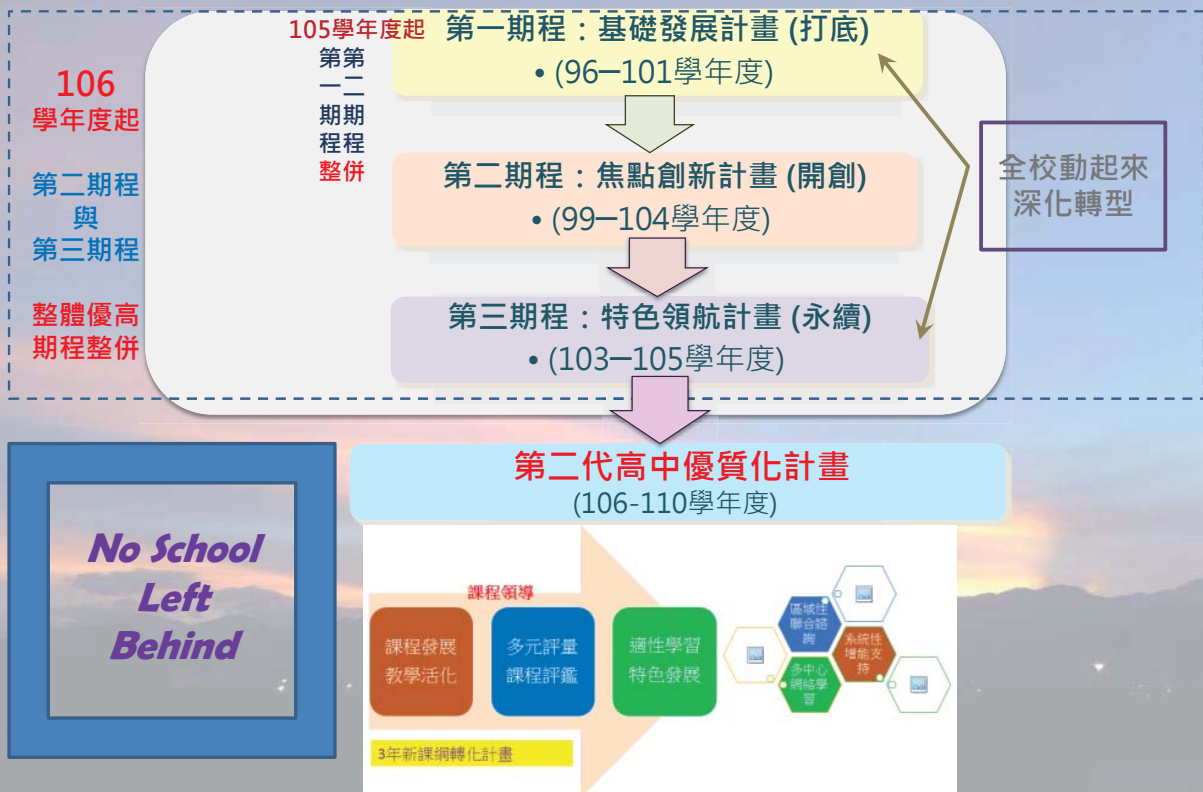 106
學年度起
第二期程
與
第三期程
整體優高
期程整併
105學年度起
第一期程
第二期程
整併
第一期程：基礎發展計畫 (打底)
• (96—101學年度)
第二期程：焦點創新計畫 (開創)
• (99—104學年度)
第三期程：特色領航計畫 (永續)
• (103—105學年度)
全校動起來
深化轉型
第二代高中優質化計畫
(106-110學年度)
No School
Left
Behind
課程領導
課程發展
教學活化
多元評量
課程評鑑
適性學習
特色發展
3年新課綱轉化計畫
區域性
聯合諮
詢
系統性
增能支
持
多中心
網絡學
習